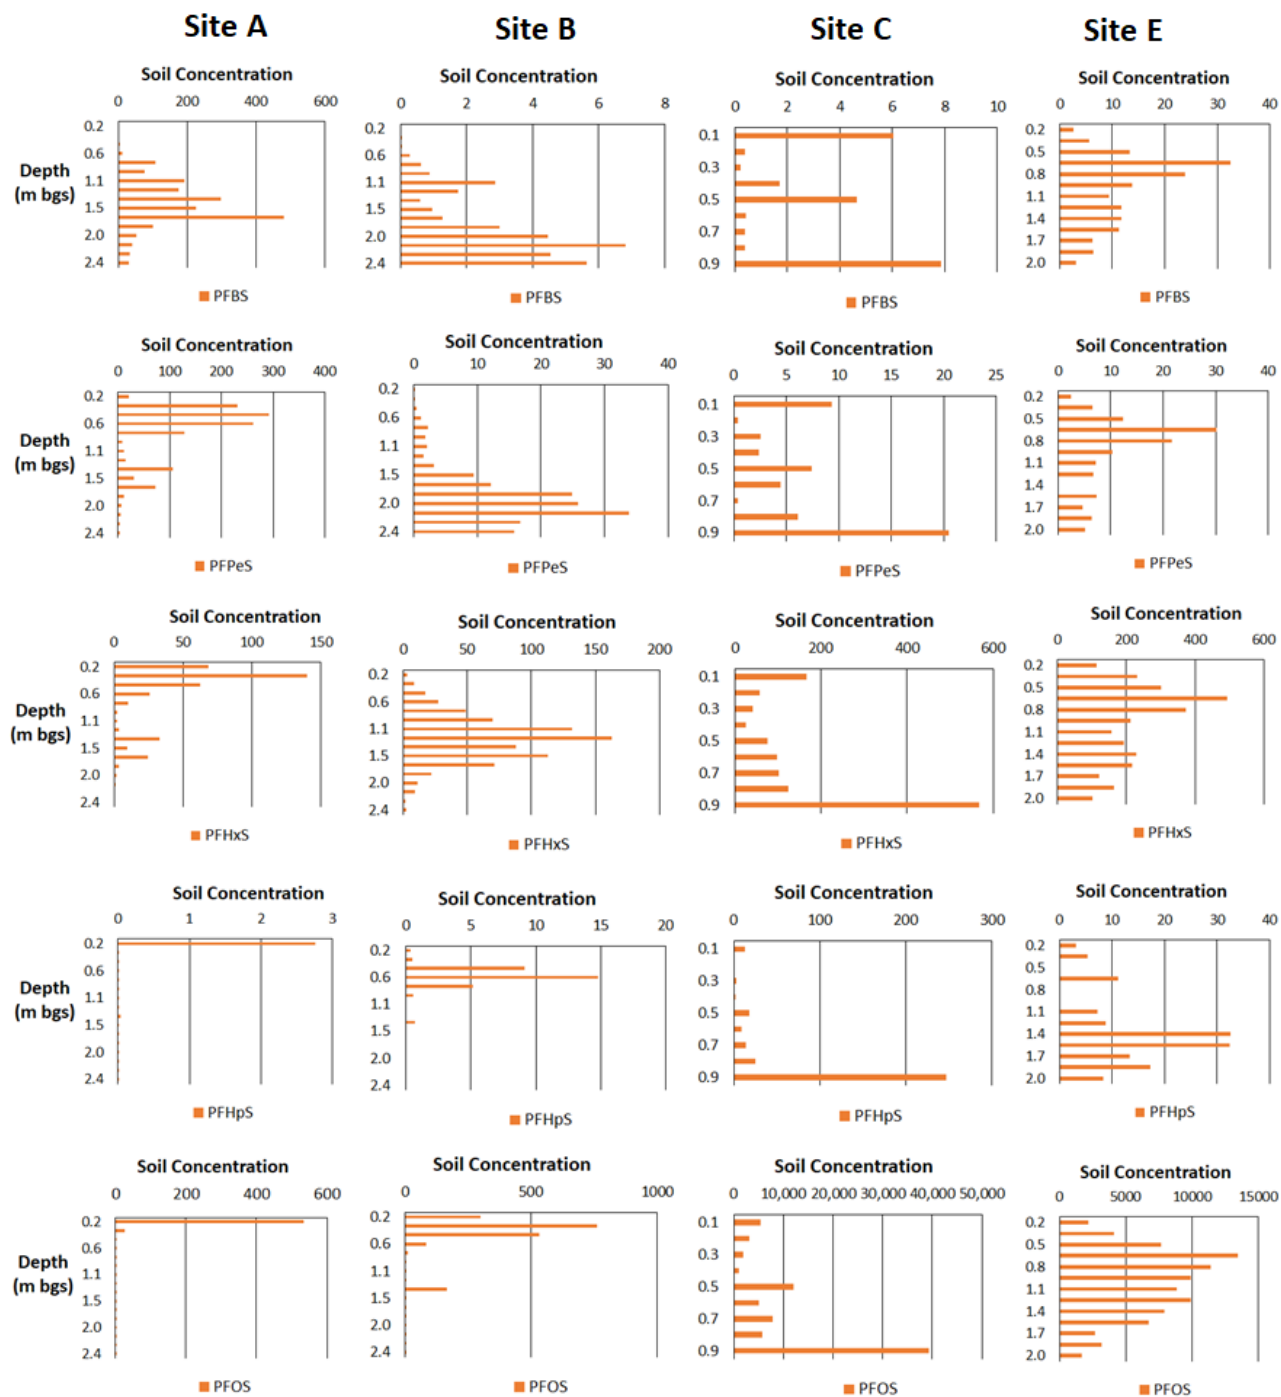 Site A Site B Site C Site E
Soil Concentration Soil Concentration Soil Concentration Soil Concentration
0 200 400 600 0 2 4 6 8 0 2 4 6 8 10 0 10 20 30 40
Depth
(m bgs)
0.2 0.2 0.1 0.2
0.6 0.6 0.3 0.5
1.1 1.1 0.5 0.8
1.5 1.5 0.7 1.1
2.0 2.0 0.9 1.4
2.4 2.4 1.7
2.0
PFBS PFBS PFBS PFBS
Soil Concentration Soil Concentration Soil Concentration Soil Concentration
0 100 200 300 400 0 10 20 30 40 0 5 10 15 20 25 0 10 20 30 40
Depth
(m bgs)
0.2 0.2 0.1 0.2
0.6 0.6 0.3 0.5
1.1 1.1 0.5 0.8
1.5 1.5 0.7 1.1
2.0 2.0 0.9 1.4
2.4 2.4 1.7
2.0
PFPeS PFPeS PFPeS PFPeS
Soil Concentration Soil Concentration Soil Concentration Soil Concentration
0 50 100 150 0 50 100 150 200 0 200 400 600 0 200 400 600
Depth
(m bgs)
0.2 0.2 0.1 0.2
0.6 0.6 0.3 0.5
1.1 1.1 0.5 0.8
1.5 1.5 0.7 1.1
2.0 2.0 0.9 1.4
2.4 2.4 1.7
2.0
PFHxS PFHxS PFHxS PFHxS
Soil Concentration Soil Concentration Soil Concentration Soil Concentration
0 1 2 3 0 5 10 15 20 0 100 200 300 0 10 20 30 40
Depth
(m bgs)
0.2 0.2 0.1 0.2
0.6 0.6 0.3 0.5
1.1 1.1 0.5 0.8
1.5 1.5 0.7 1.1
2.0 2.0 0.9 1.4
2.4 2.4 1.7
2.0
PFHpS PFHpS PFHpS PFHpS
Soil Concentration Soil Concentration Soil Concentration Soil Concentration
0 200 400 600 0 500 1000 0 10,000 20,000 30,000 40,000 50,000 0 5000 10000 15000
Depth
(m bgs)
0.2 0.2 0.1 0.2
0.6 0.6 0.3 0.5
1.1 1.1 0.5 0.8
1.5 1.5 0.7 1.1
2.0 2.0 0.9 1.4
2.4 2.4 1.7
2.0
PFOS PFOS PFOS PFOS